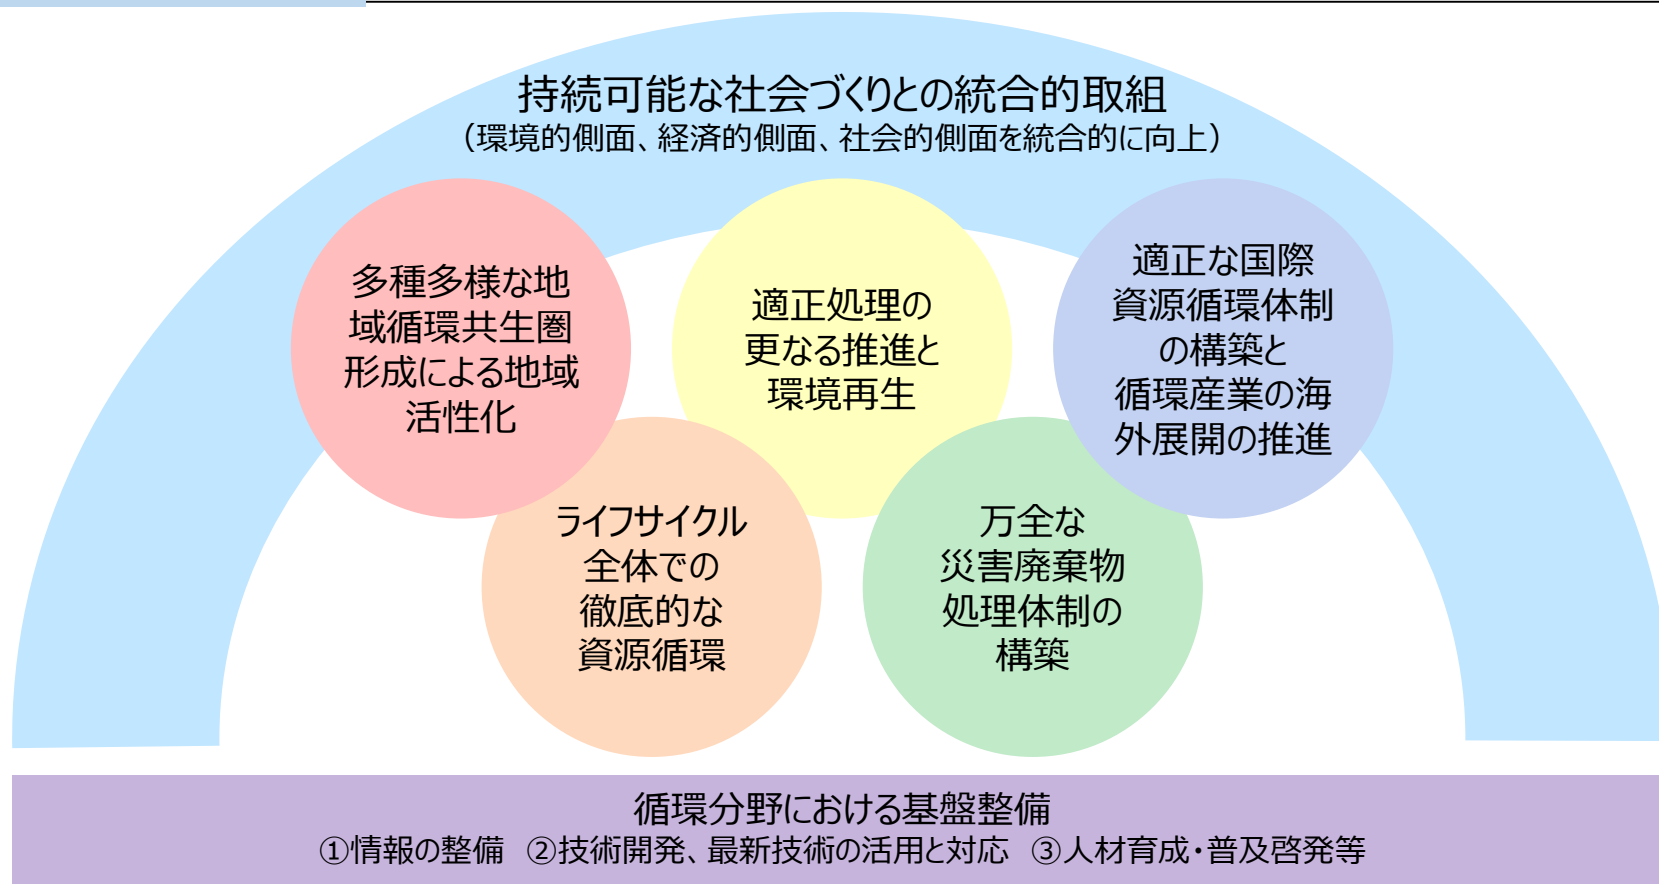 持続可能な社会づくりとの統合的取組
（環境的側面、経済的側面、社会的側面を統合的に向上）
多種多様な地
域循環共生圏
形成による地域
活性化
適正処理の
更なる推進と
環境再生
適正な国際
資源循環体制
の構築と
循環産業の海
外展開の推進
ライフサイクル
全体での
徹底的な
資源循環
万全な
災害廃棄物
処理体制の
構築
循環分野における基盤整備
①情報の整備　②技術開発、最新技術の活用と対応　③人材育成・普及啓発等